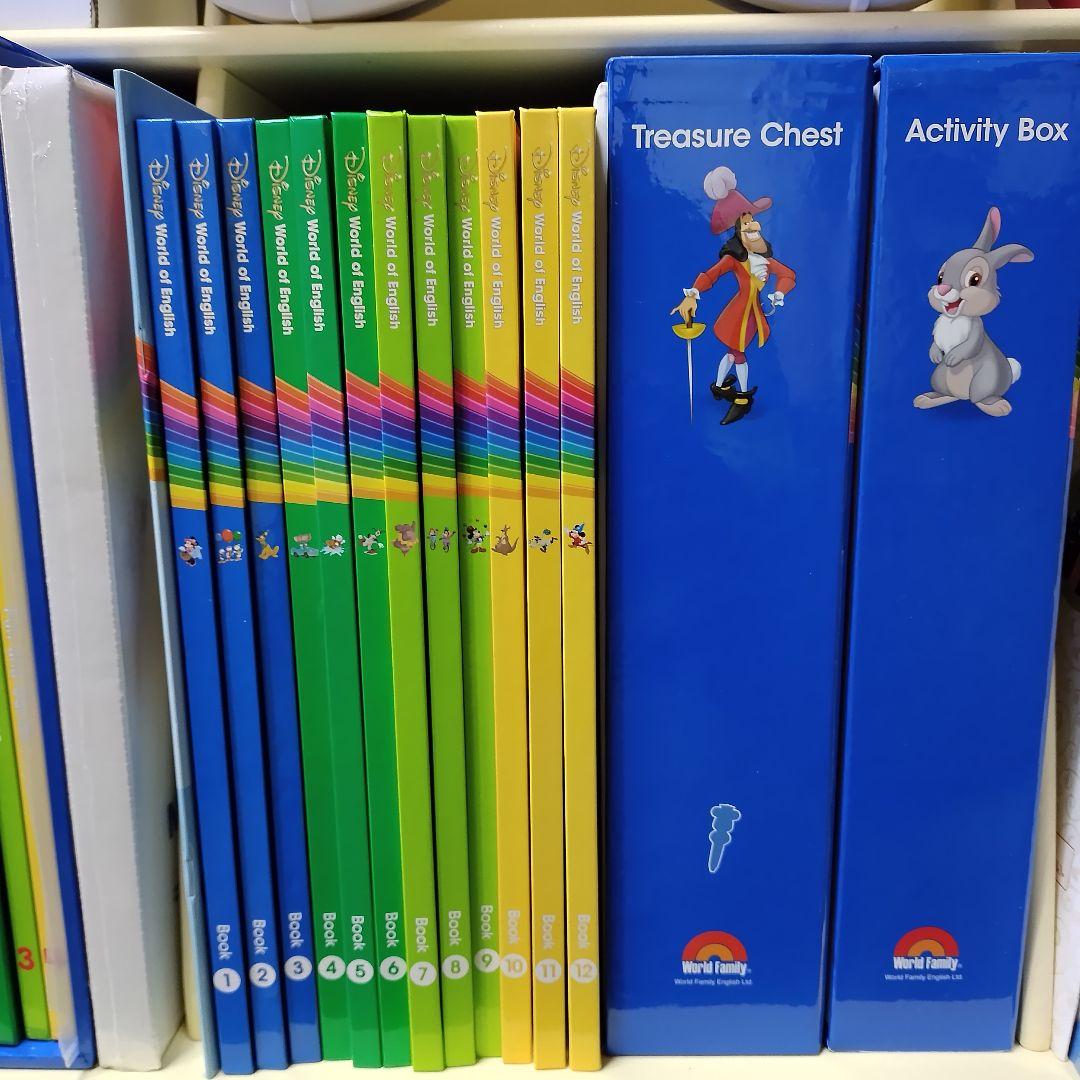 Disney World of English
Book 1
Disney World of English
Book 2
Disney World of English
Book 3
Disney World of English
Book 4
Disney World of English
Book 5
Disney World of English
Book 6
Disney World of English
Book 7
Disney World of English
Book 8
Disney World of English
Book 9
Disney World of English
Book 10
Disney World of English
Book 11
Disney World of English
Book 12
Treasure Chest
World Family
World Family English Ltd.
Activity Box
World Family
World Family English Ltd.
3